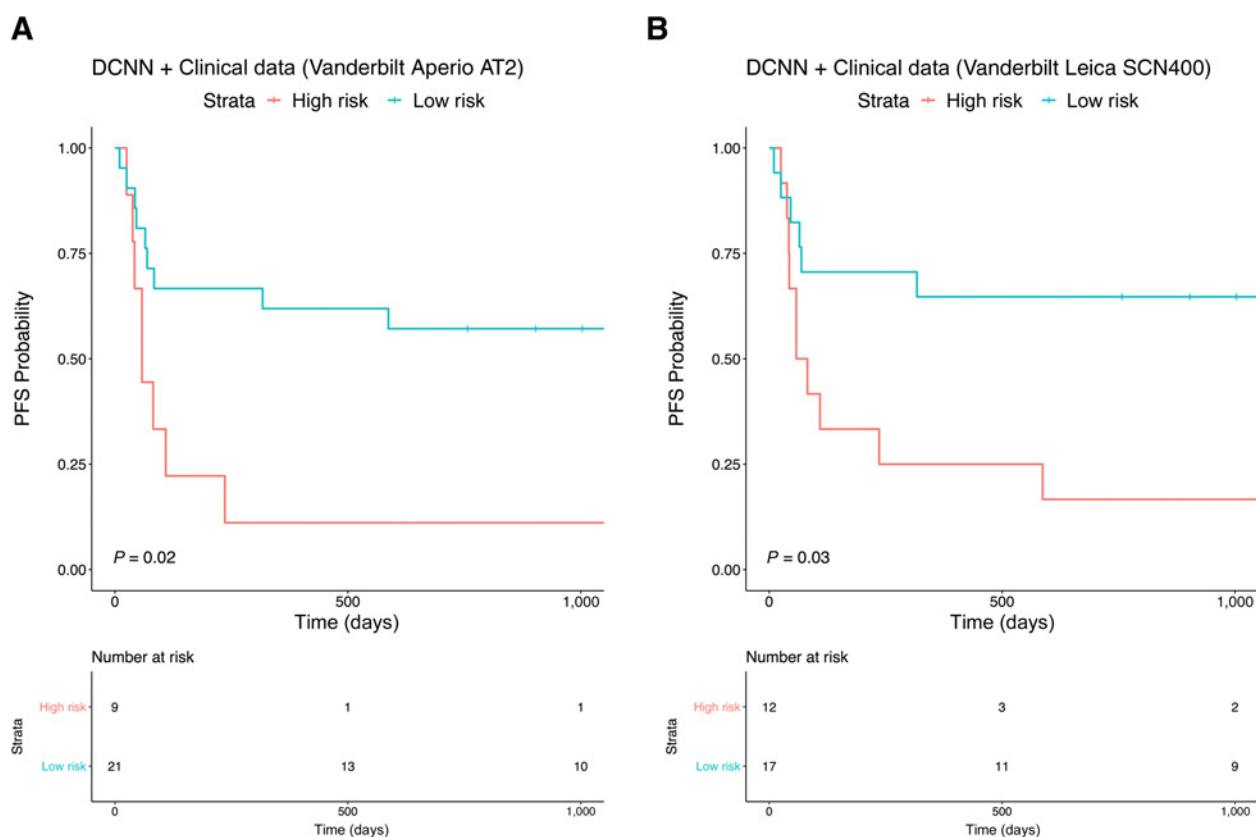 A
DCNN + Clinical data (Vanderbilt Aperio AT2)
Strata High risk Low risk
PFS Probability
1.00
0.75
0.50
0.25
0.00
P = 0.02
0 500 1,000
Time (days)
Number at risk
Strata
High risk 9 1 1
Low risk 21 13 10
0 500 1,000
Time (days)
B
DCNN + Clinical data (Vanderbilt Leica SCN400)
Strata High risk Low risk
PFS Probability
1.00
0.75
0.50
0.25
0.00
P = 0.03
0 500 1,000
Time (days)
Number at risk
Strata
High risk 12 3 2
Low risk 17 11 9
0 500 1,000
Time (days)